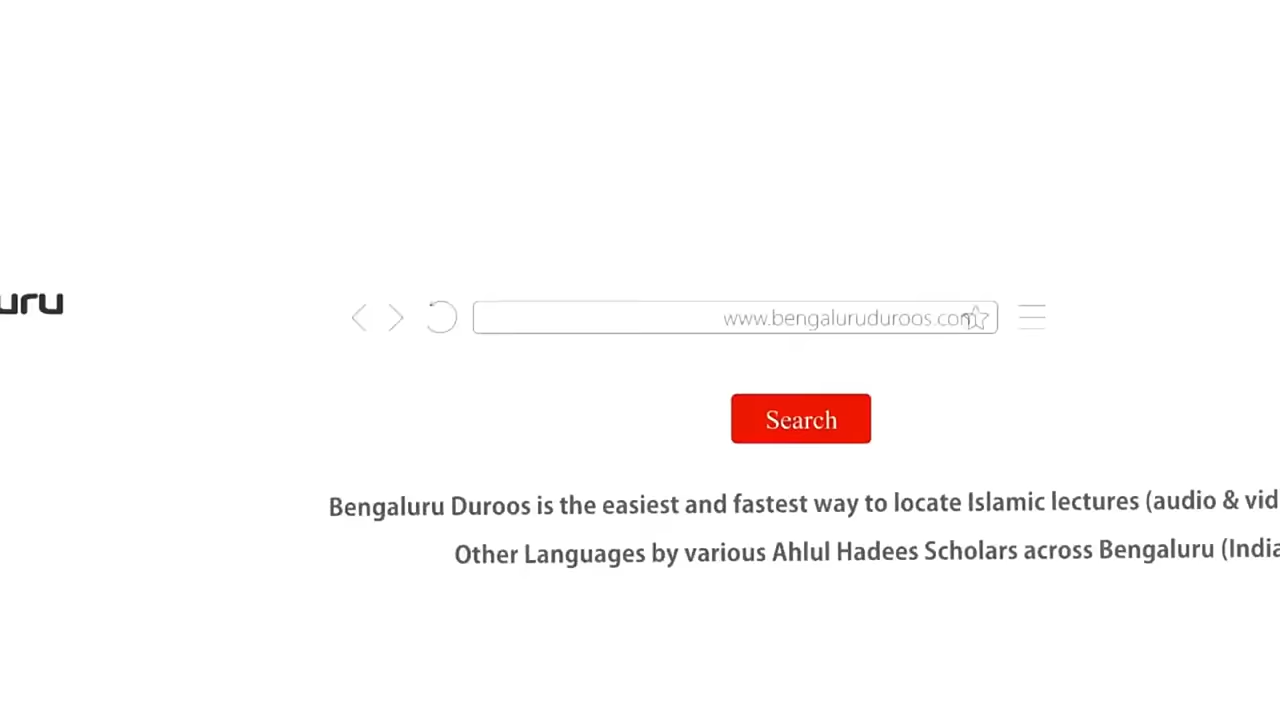 uru
www.bengaluruduroos.com
Search
Bengaluru Duroos is the easiest and fastest way to locate Islamic lectures (audio & vid
Other Languages by various Ahlul Hadees Scholars across Bengaluru (India